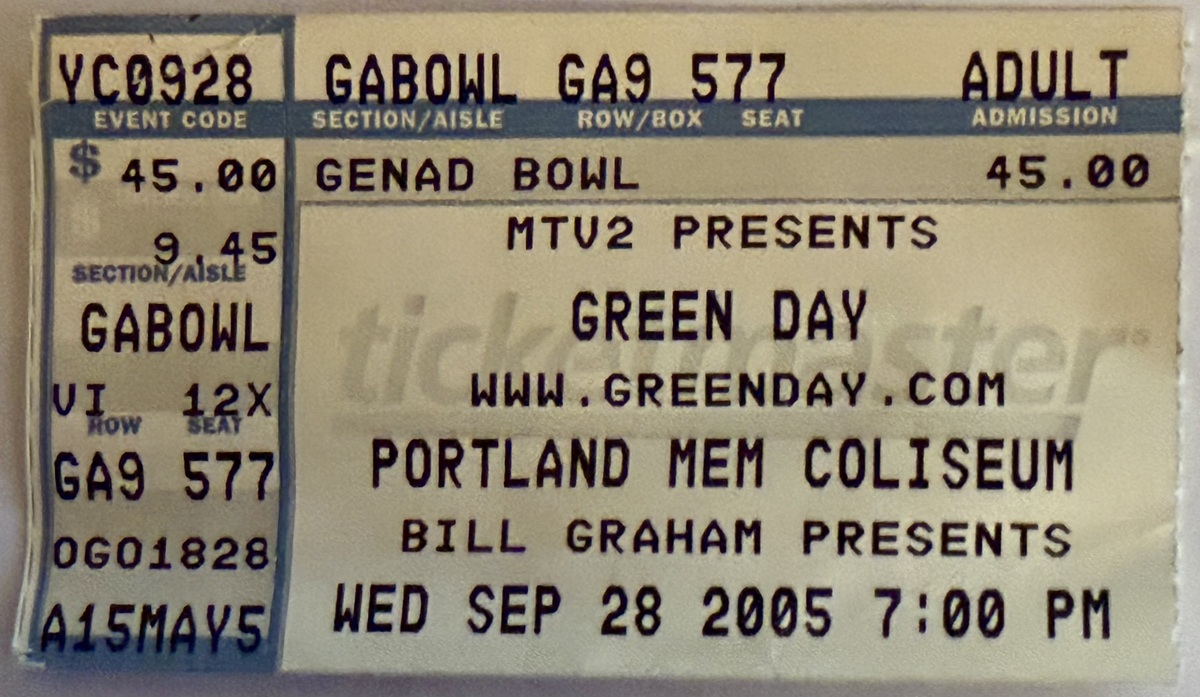 YC0928
EVENT CODE
$ 45.00
9.45
SECTION/AISLE
GABOWL
VI 12X
ROW SEAT
GA9 577
OGO1828
A15MAY5
GABOWL GA9 577 ADULT
SECTION/AISLE ROW/BOX SEAT ADMISSION
GENAD BOWL 45.00
MTV2 PRESENTS
ticketmaster
GREEN DAY
WWW.GREENDAY.COM
PORTLAND MEM COLISEUM
BILL GRAHAM PRESENTS
WED SEP 28 2005 7:00 PM